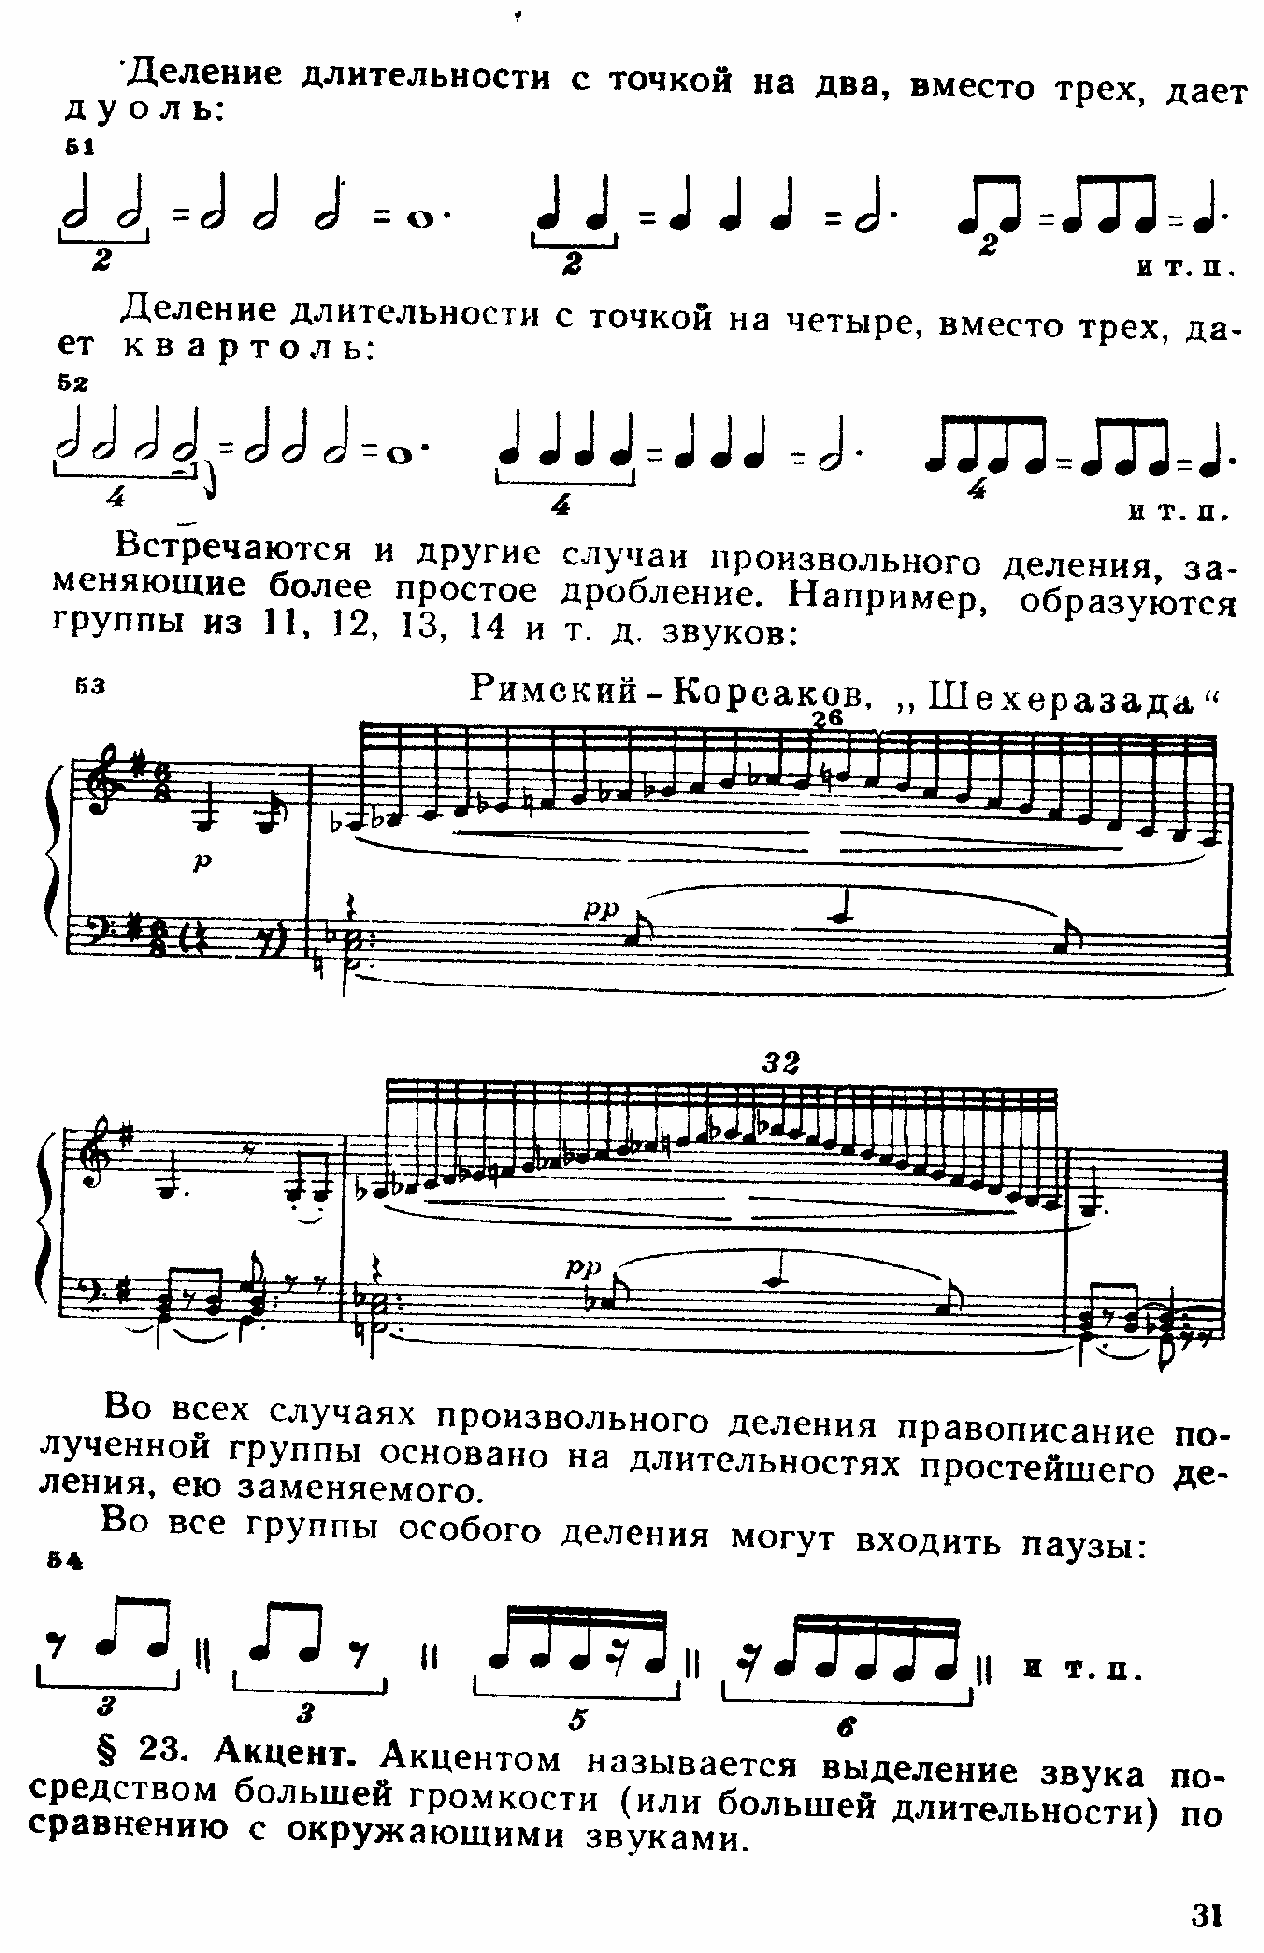 Деление длительности с точкой на два, вместо трех, дает
дуоль:
51
2 2 2
и т. п.
Деление длительности с точкой на четыре, вместо трех, да-
ет квартоль:
52
4 4 4
и т. п.
Встречаются и другие случаи произвольного деления, за-
меняющие более простое дробление. Например, образуются
группы из 11, 12, 13, 14 и т. д. звуков:
53 Римский-Корсаков, „Шехеразада“
26
6 8
p
pp
6 8
32
pp
Во всех случаях произвольного деления правописание по-
лученной группы основано на длительностях простейшего де-
ления, ею заменяемого.
Во все группы особого деления могут входить паузы:
54
и т. п.
3 3 5 6
§ 23. Акцент. Акцентом называется выделение звука по-
средством большей громкости (или большей длительности) по
сравнению с окружающими звуками.
31